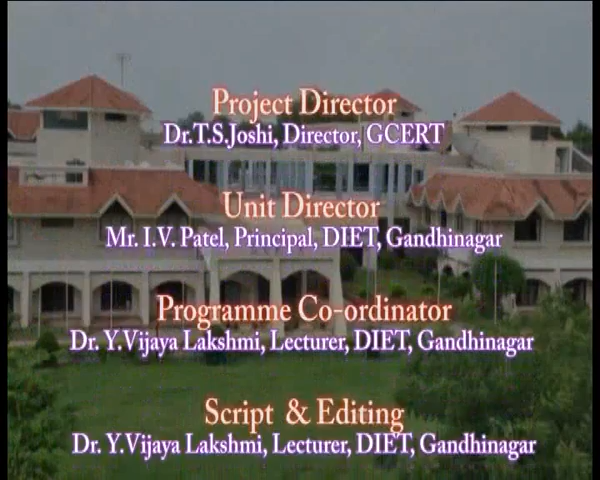 Project Director
Dr.T.S.Joshi, Director, GCERT
Unit Director
Mr. I.V. Patel, Principal, DIET, Gandhinagar
Programme Co-ordinator
Dr. Y.Vijaya Lakshmi, Lecturer, DIET, Gandhinagar
Script & Editing
Dr. Y.Vijaya Lakshmi, Lecturer, DIET, Gandhinagar